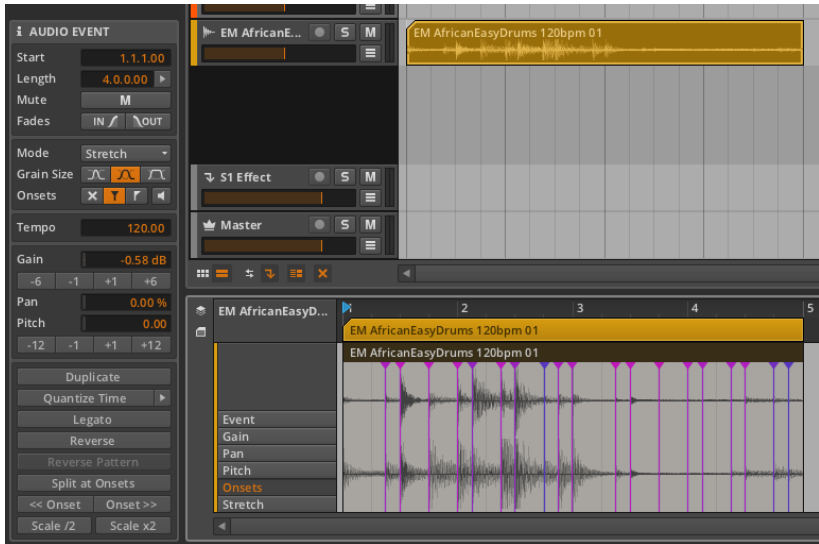 i AUDIO EVENT
Start 1.1.1.00
Length 4.0.0.00
Mute M
Fades IN OUT
Mode Stretch
Grain Size
Onsets
Tempo 120.00
Gain -0.58 dB
-6 -1 +1 +6
Pan 0.00 %
Pitch 0.00
-12 -1 +1 +12
Duplicate
Quantize Time
Legato
Reverse
Reverse Pattern
Split at Onsets
<< Onset Onset >>
Scale /2 Scale x2
EM AfricanE... S M
EM AfricanEasyDrums 120bpm 01
S1 Effect S M
Master S M
EM AfricanEasyD...
2 3 4 5
EM AfricanEasyDrums 120bpm 01
EM AfricanEasyDrums 120bpm 01
Event
Gain
Pan
Pitch
Onsets
Stretch